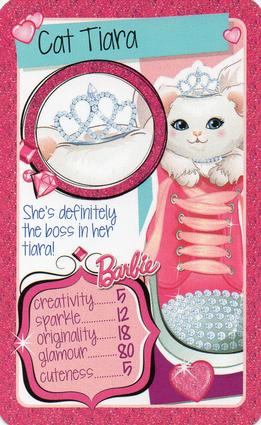 Cat Tiara
She's definitely
the boss in her
tiara!
Barbie
creativity......5
sparkle.........12
originality.....18
glamour.......80
cuteness.......5